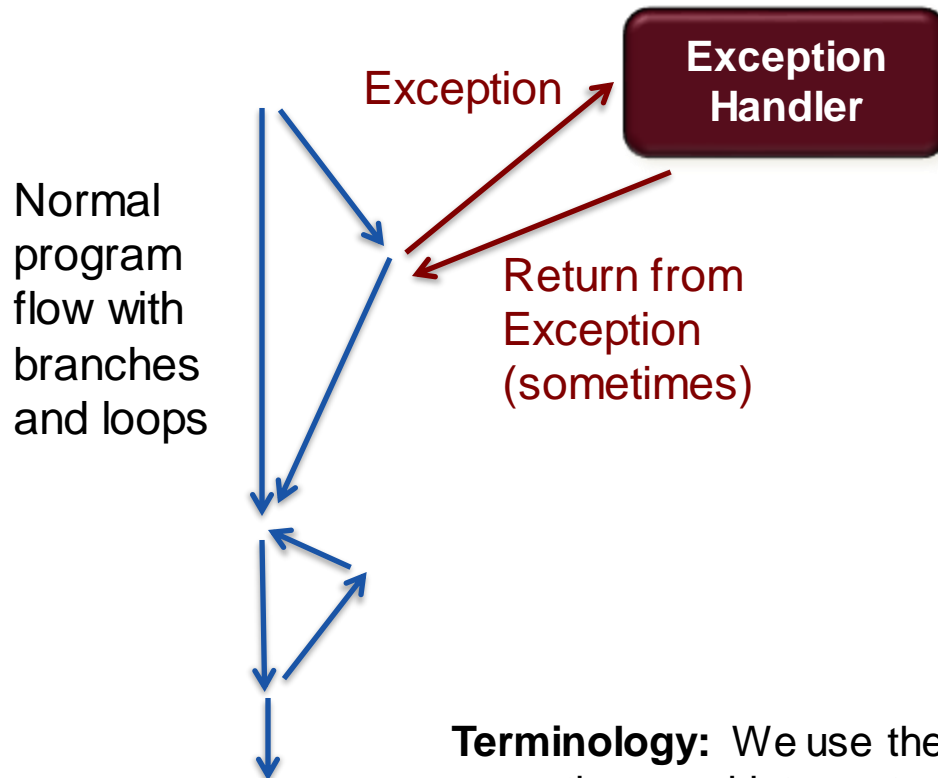 Exception
Exception
Handler
Normal
program
flow with
branches
and loops
Return from
Exception
(sometimes)
Terminology: We use the